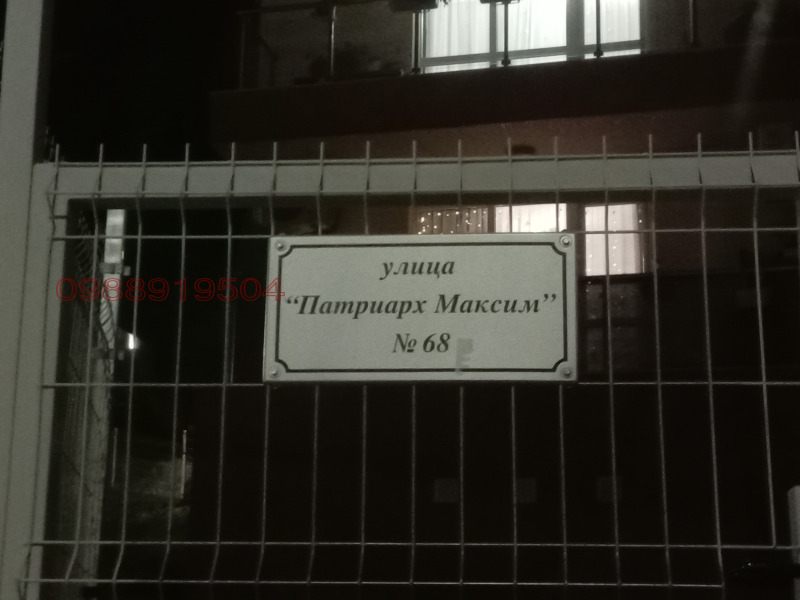 улица
0988919504
“Патриарх Максим”
№ 68